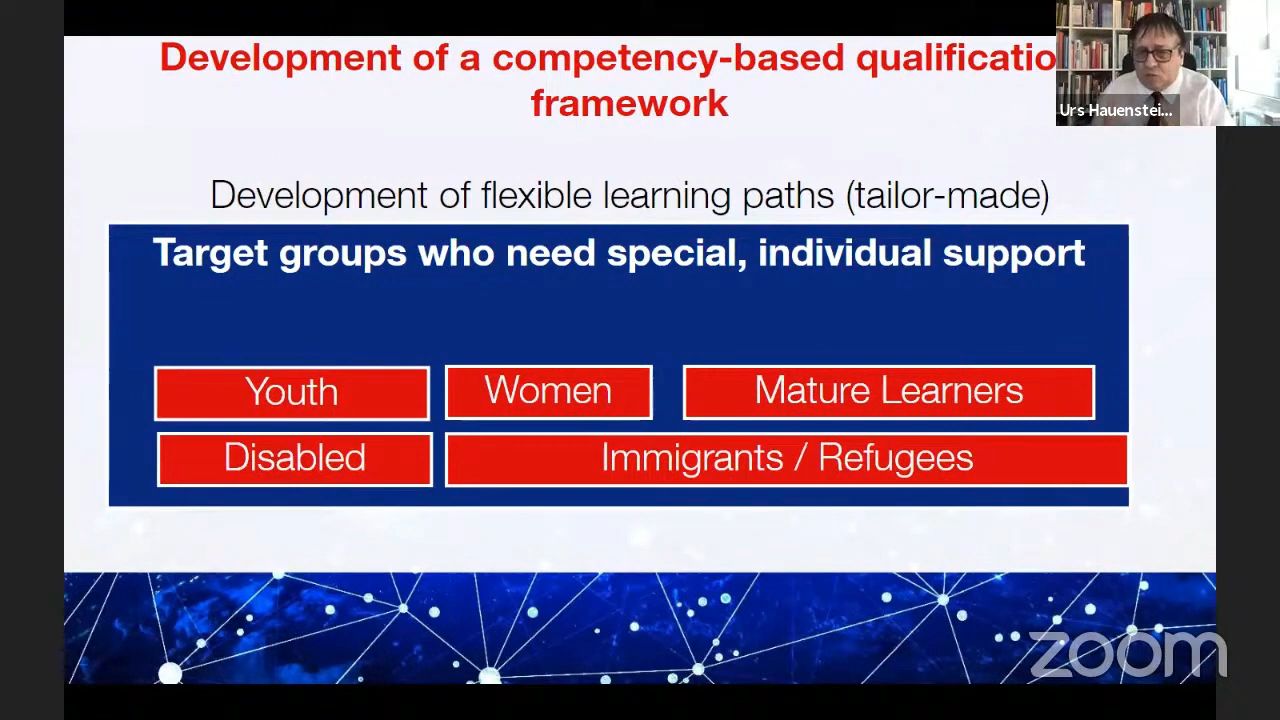 Development of a competency-based qualificatio
framework
Urs Hauenstei...
Development of flexible learning paths (tailor-made)
Target groups who need special, individual support
Youth
Women
Mature Learners
Disabled
Immigrants / Refugees
zoom